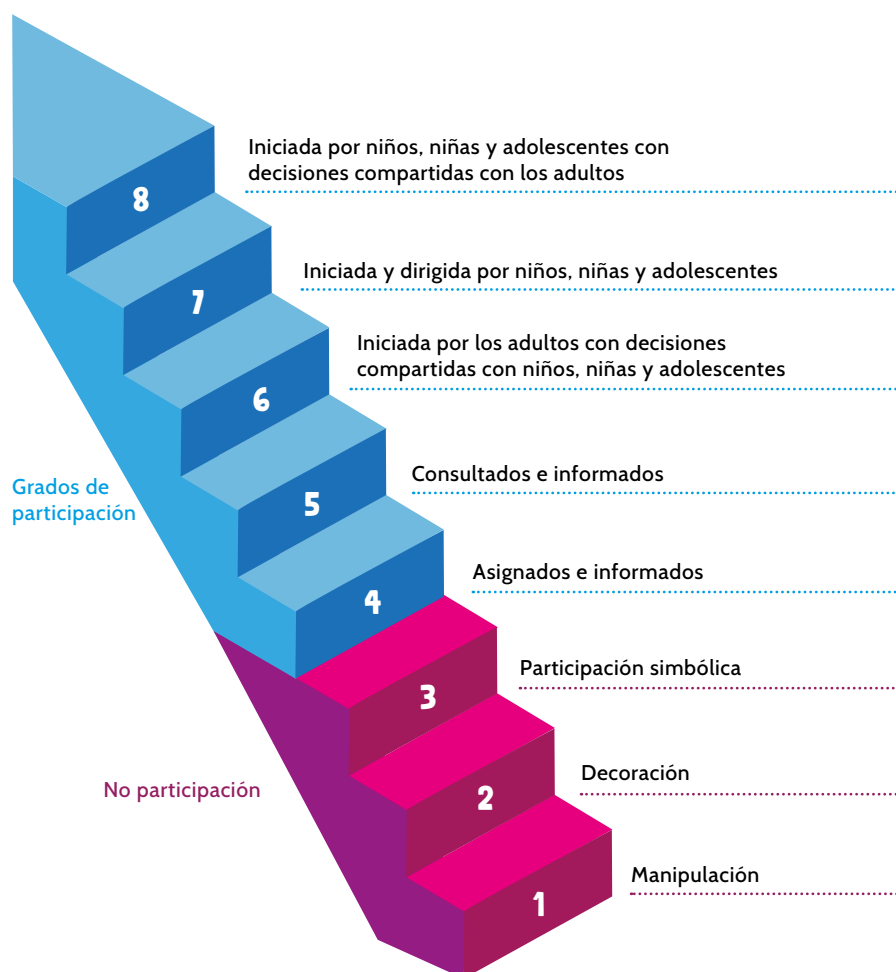 8
Iniciada por niños, niñas y adolescentes con
decisiones compartidas con los adultos
7
Iniciada y dirigida por niños, niñas y adolescentes
6
Iniciada por los adultos con decisiones
compartidas con niños, niñas y adolescentes
5
Consultados e informados
Grados de
participación
4
Asignados e informados
3
Participación simbólica
No participación
2
Decoración
1
Manipulación